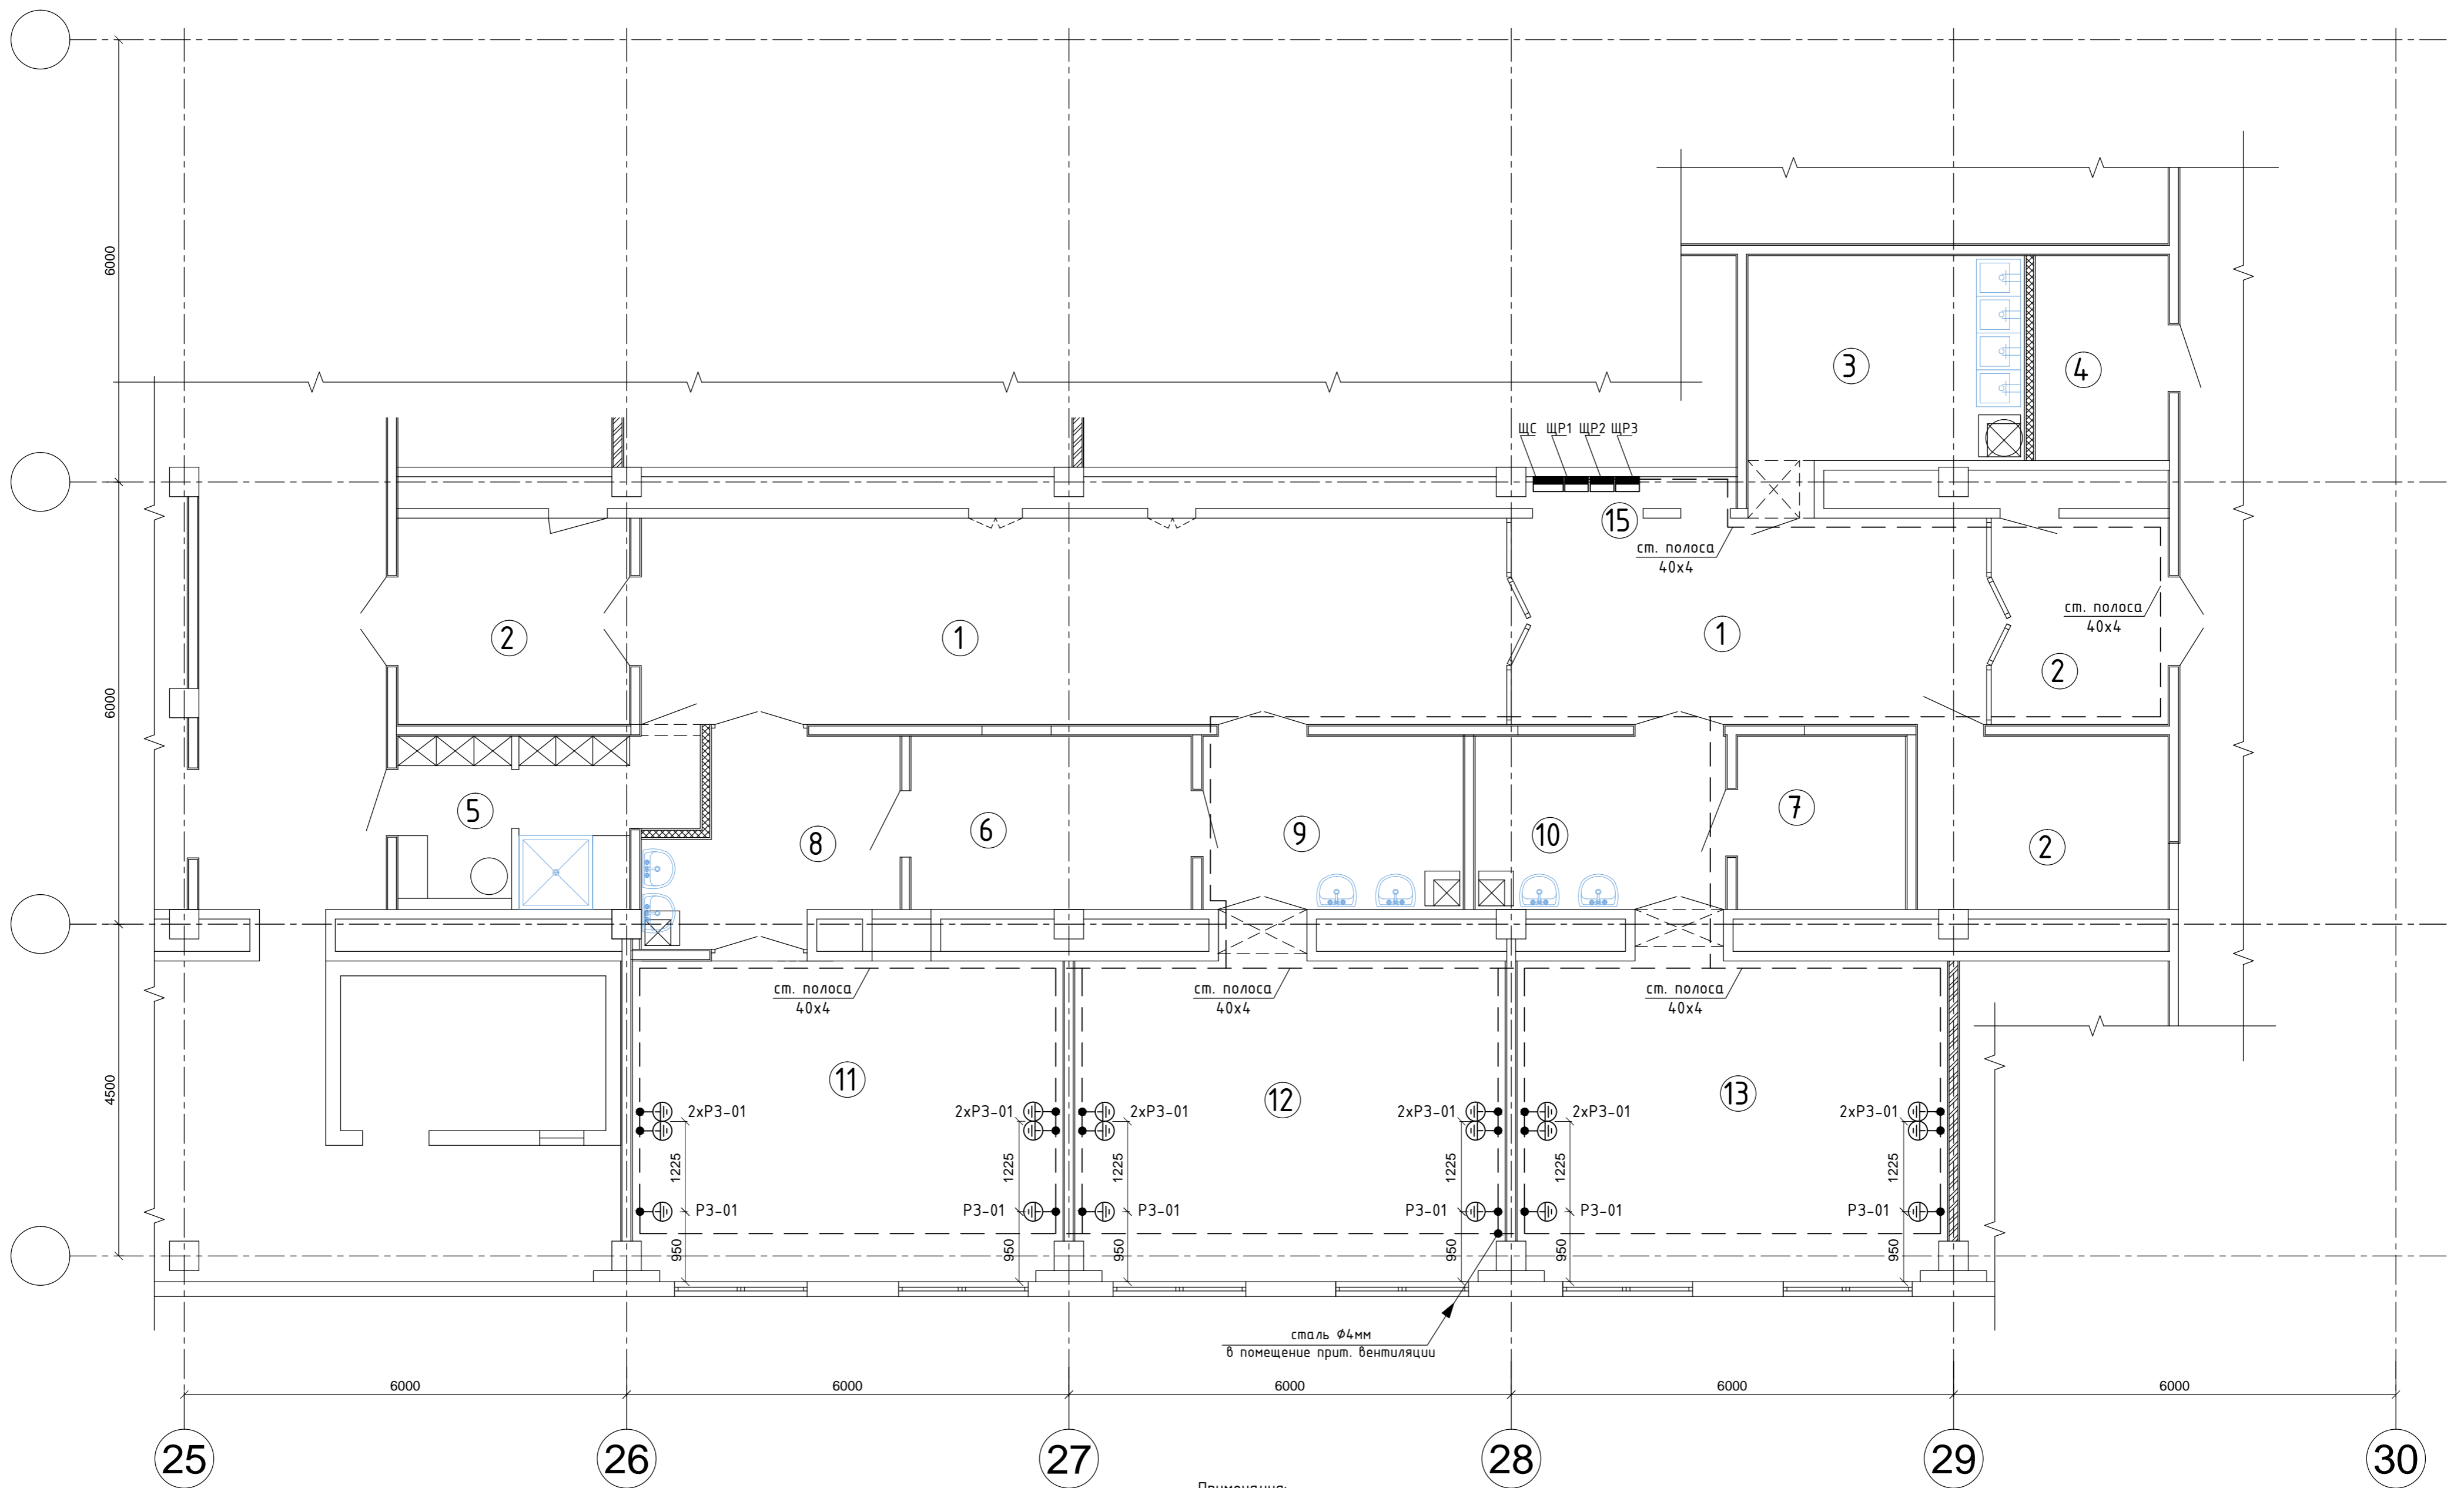 6000
3
4
ЩС ЩР1 ЩР2 ЩР3
15
ст. полоса
40х4
6000
2
1
1
ст. полоса
40х4
2
5
8
6
9
10
7
2
ст. полоса
40х4
ст. полоса
40х4
ст. полоса
40х4
4500
11
12
13
2хРЗ-01
2хРЗ-01
2хРЗ-01
2хРЗ-01
2хРЗ-01
2хРЗ-01
1225
1225
1225
1225
1225
1225
РЗ-01
РЗ-01
РЗ-01
РЗ-01
РЗ-01
РЗ-01
950
950
950
950
950
950
сталь Ф4мм
в помещение прит. вентиляции
6000
6000
6000
6000
6000
25
26
27
28
29
30
Примечания: